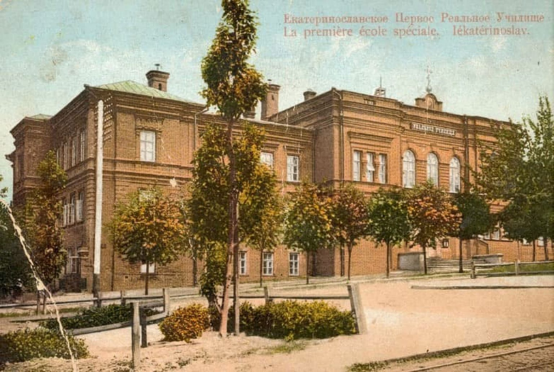 Екатеринославское Первое Реальное Училище
La première école spéciale. Iékatérinoslav.